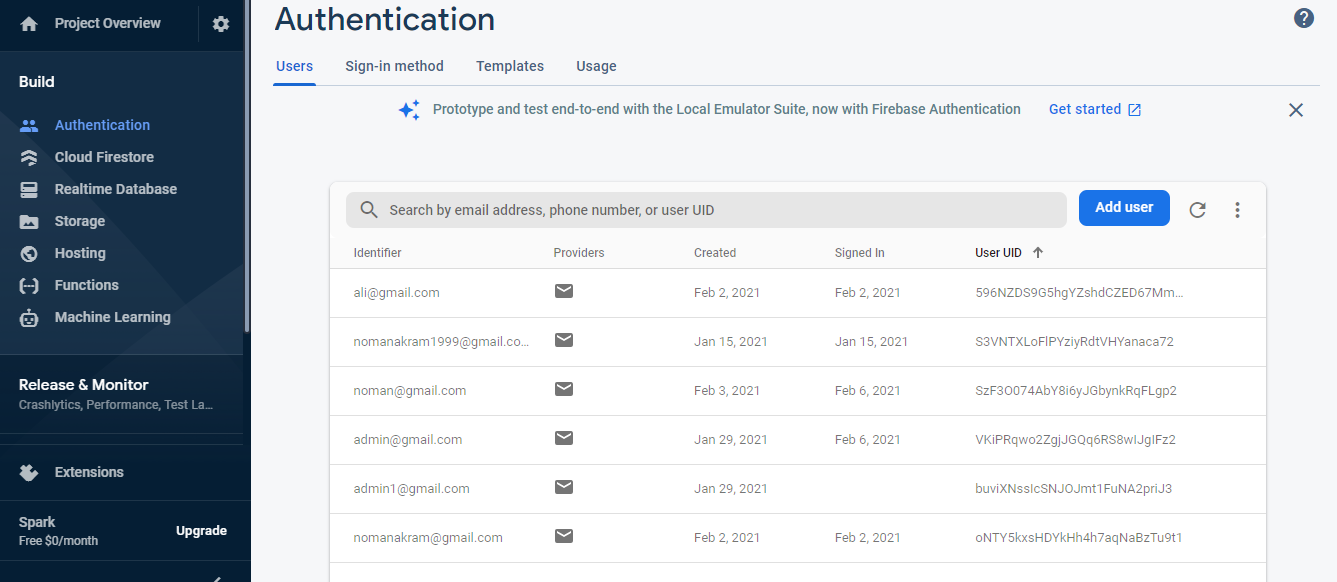 Project Overview
Build
Authentication
Cloud Firestore
Realtime Database
Storage
Hosting
Functions
Machine Learning
Release & Monitor
Crashlytics, Performance, Test La...
Extensions
Spark
Free $0/month
Upgrade
Authentication
Users Sign-in method Templates Usage
Prototype and test end-to-end with the Local Emulator Suite, now with Firebase Authentication Get started
Search by email address, phone number, or user UID Add user
Identifier Providers Created Signed In User UID
ali@gmail.com Feb 2, 2021 Feb 2, 2021 596NZDS9G5hgYZshdCZED67Mm...
nomanakram1999@gmail.co... Jan 15, 2021 Jan 15, 2021 S3VNTXLoFlPYziyRdtVHYanaca72
noman@gmail.com Feb 3, 2021 Feb 6, 2021 SzF3O074AbY8i6yJGbynkRqFLgp2
admin@gmail.com Jan 29, 2021 Feb 6, 2021 VKiPRqwo2ZgjJGQq6RS8wIJgIFz2
admin1@gmail.com Jan 29, 2021 buviXNssIcSNJOJmt1FuNA2priJ3
nomanakram@gmail.com Feb 2, 2021 Feb 2, 2021 oNTY5kxsHDYkHh4h7aqNaBzTu9t1